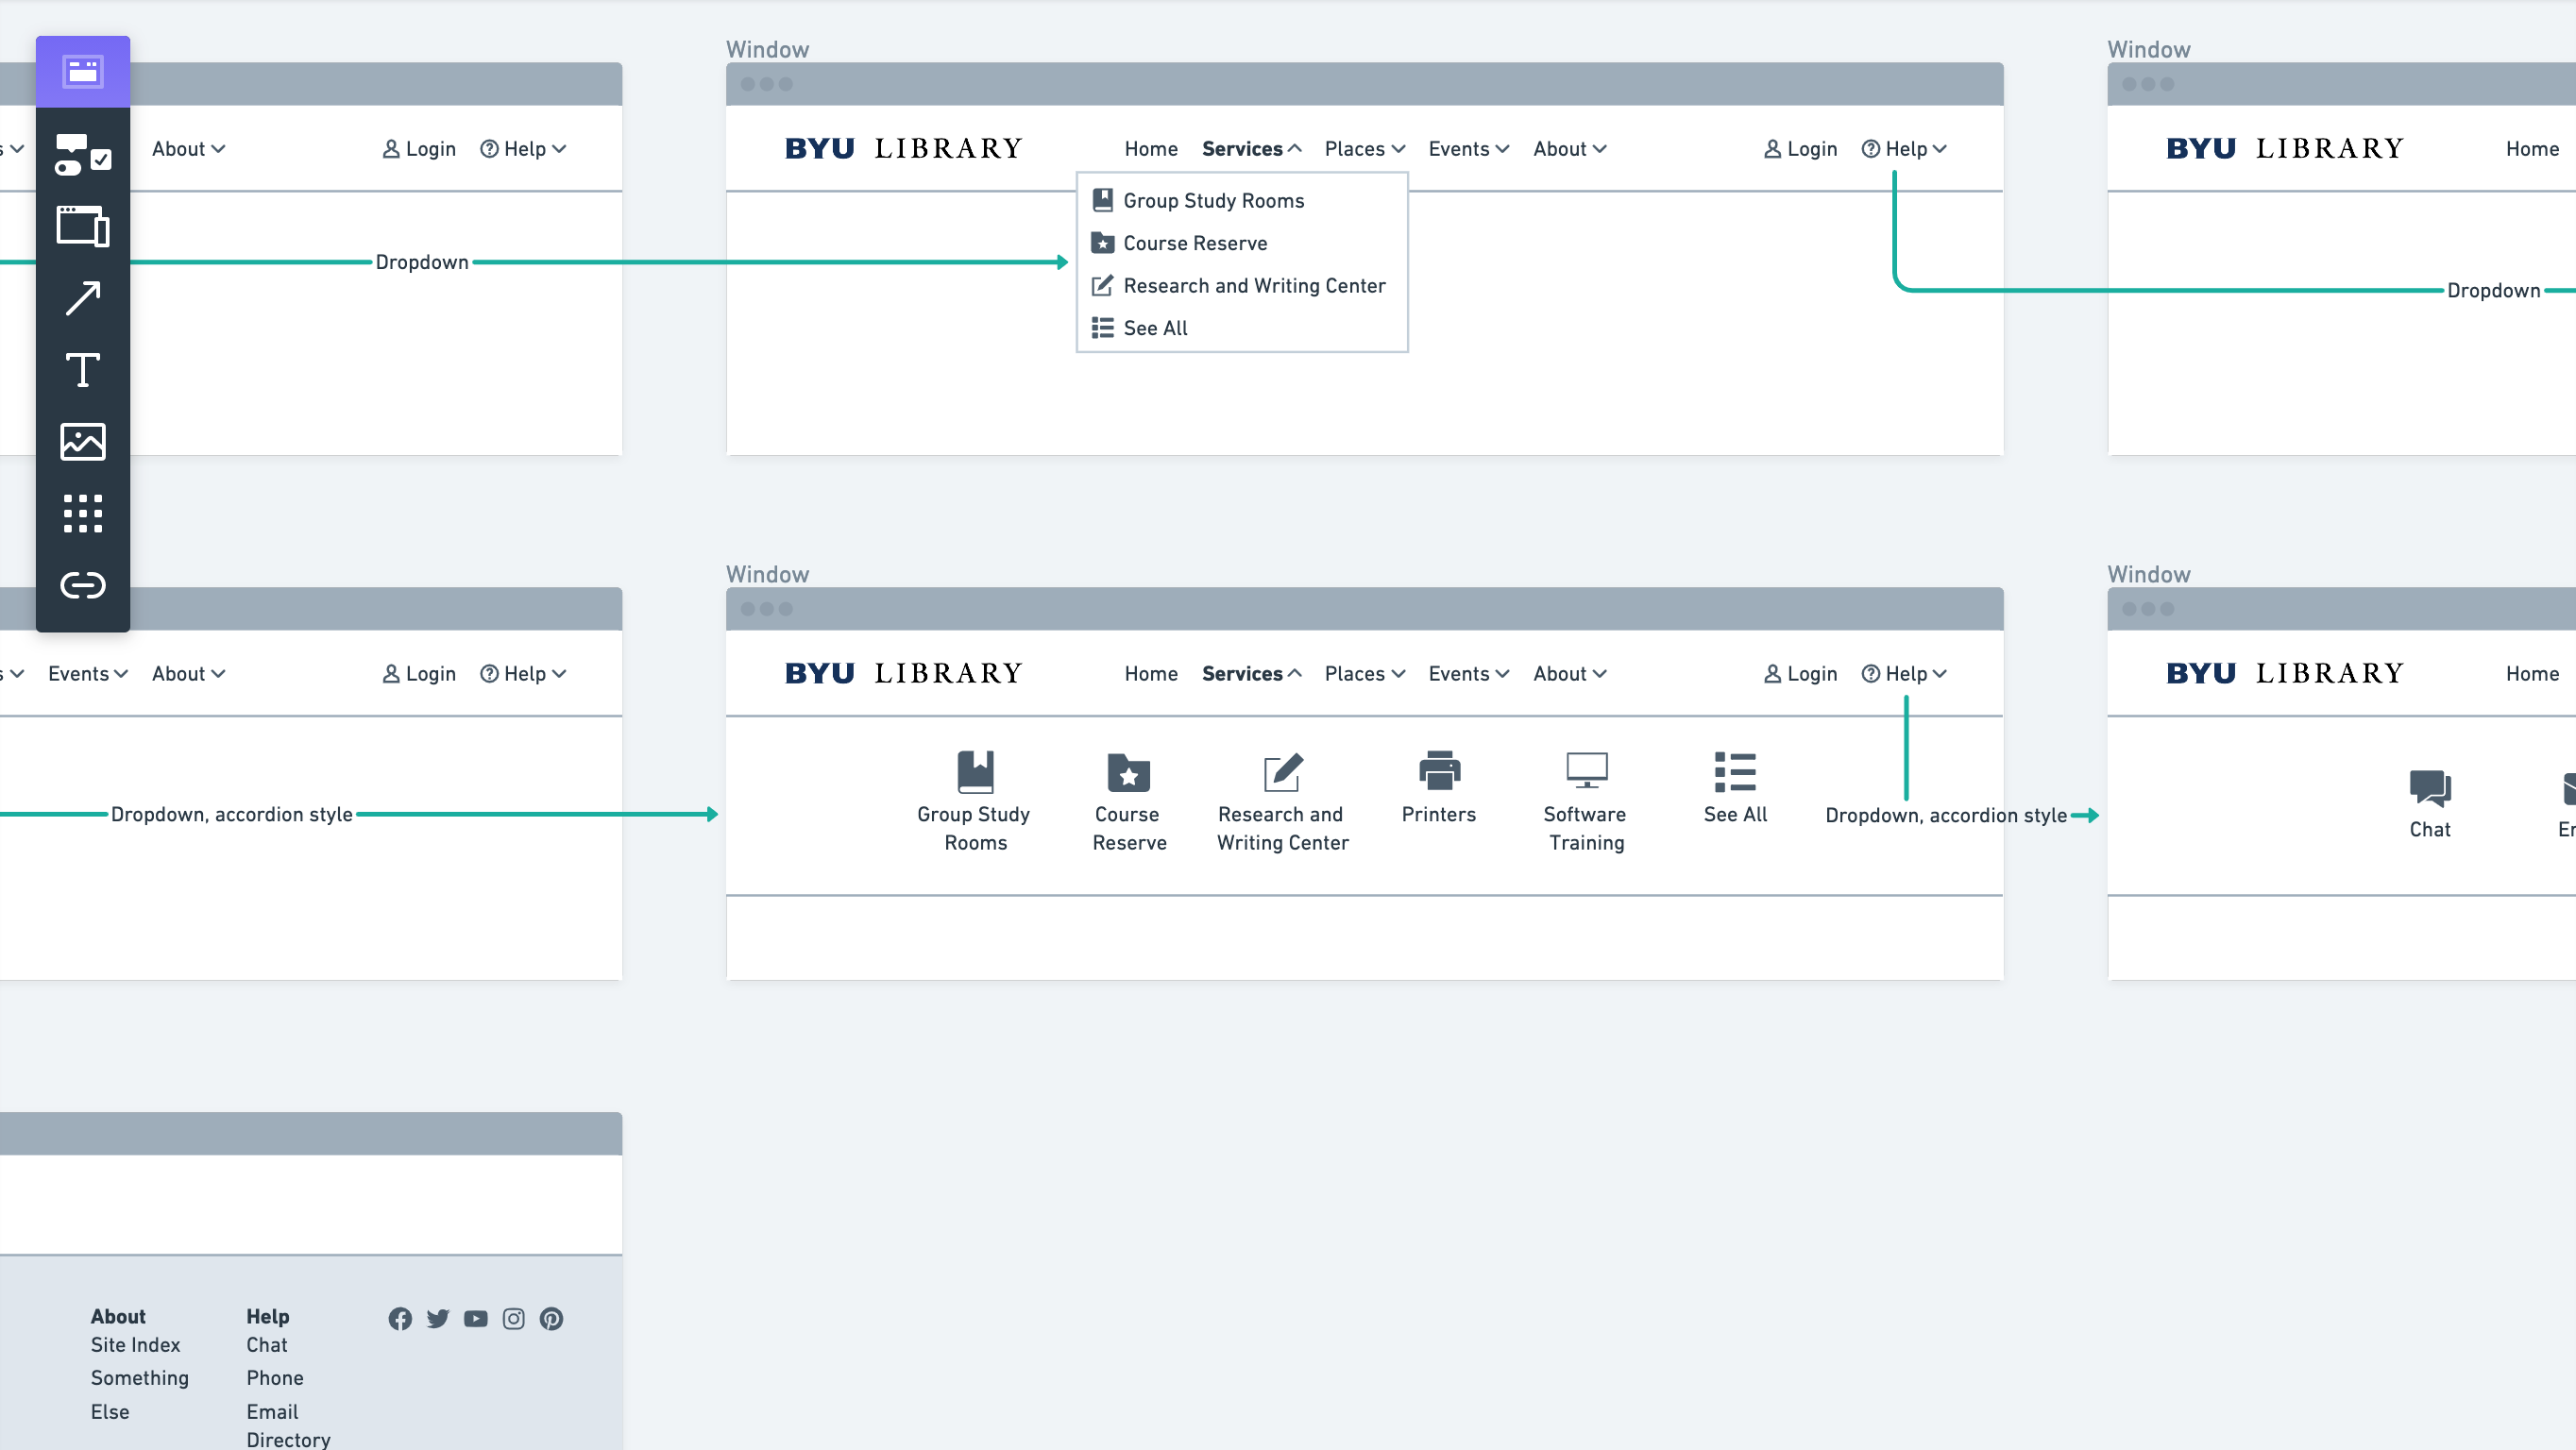 Window
Window
About
Login
Help
BYU LIBRARY
Home
Services
Places
Events
About
Login
Help
BYU LIBRARY
Home
Group Study Rooms
Course Reserve
Research and Writing Center
See All
Dropdown
Dropdown
Window
Window
Events
About
Login
Help
BYU LIBRARY
Home
Services
Places
Events
About
Login
Help
BYU LIBRARY
Home
Dropdown, accordion style
Group Study
Rooms
Course
Reserve
Research and
Writing Center
Printers
Software
Training
See All
Dropdown, accordion style
Chat
About
Site Index
Something
Else
Help
Chat
Phone
Email
Directory